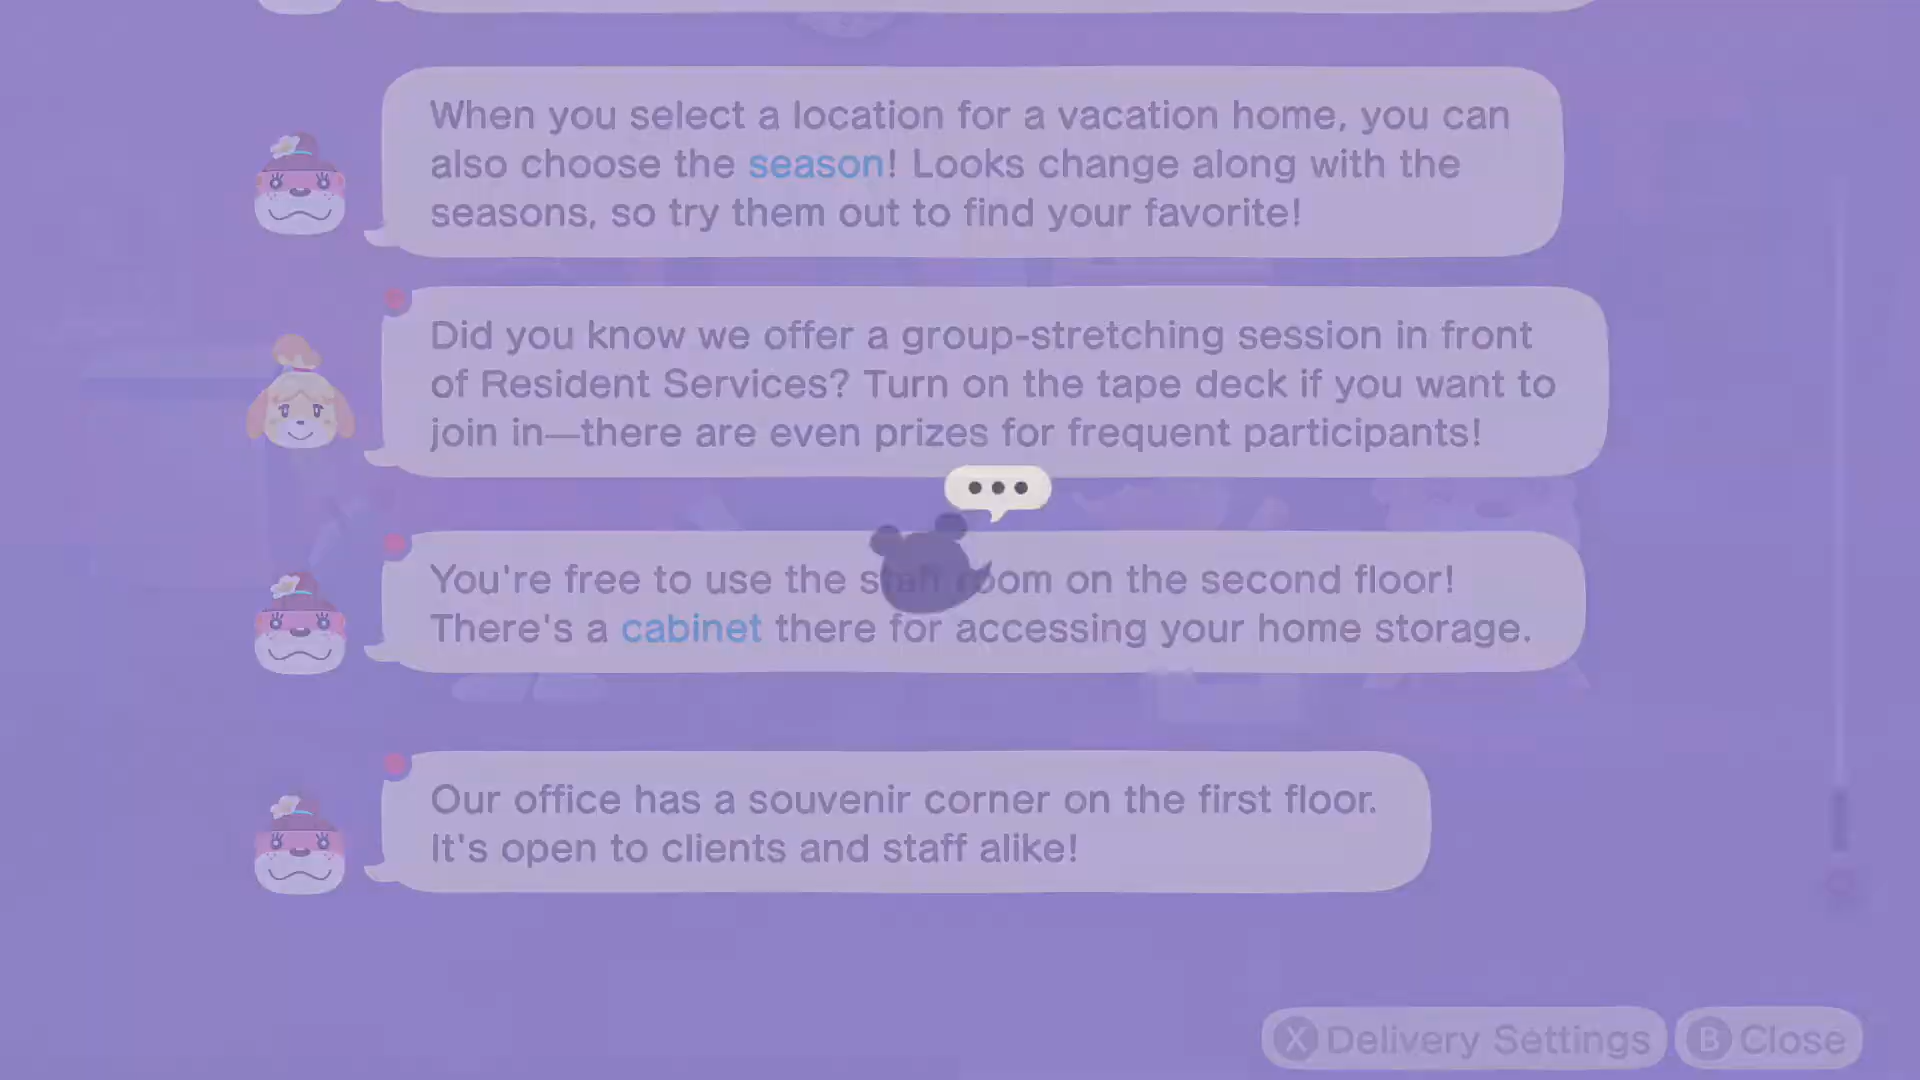 When you select a location for a vacation home, you can
also choose the season! Looks change along with the
seasons, so try them out to find your favorite!
Did you know we offer a group-stretching session in front
of Resident Services? Turn on the tape deck if you want to
join in—there are even prizes for frequent participants!
You're free to use the staff room on the second floor!
There's a cabinet there for accessing your home storage.
Our office has a souvenir corner on the first floor.
It's open to clients and staff alike!
X Delivery Settings
B Close